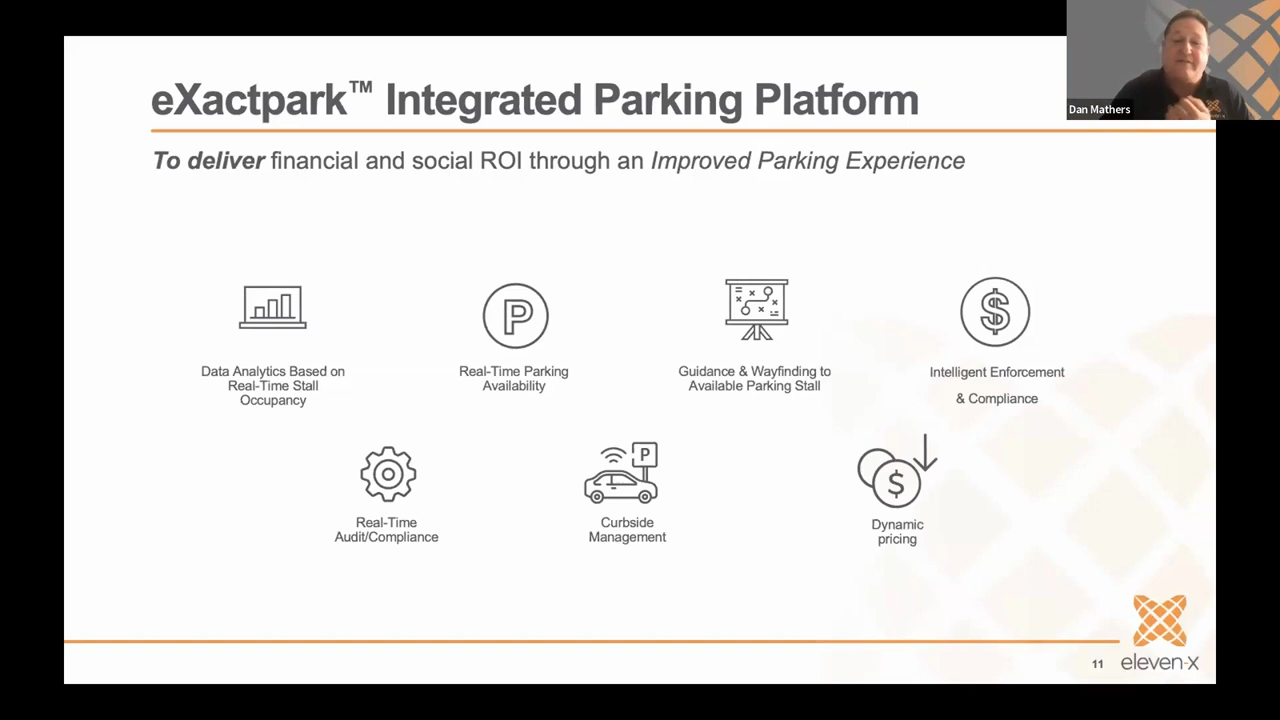 eXactpark™ Integrated Parking Platform
To deliver financial and social ROI through an Improved Parking Experience
Dan Mathers
Data Analytics Based on
Real-Time Stall
Occupancy
P
Real-Time Parking
Availability
Guidance & Wayfinding to
Available Parking Stall
$
Intelligent Enforcement
& Compliance
Real-Time
Audit/Compliance
P
Curbside
Management
$
Dynamic
pricing
11
eleven-x